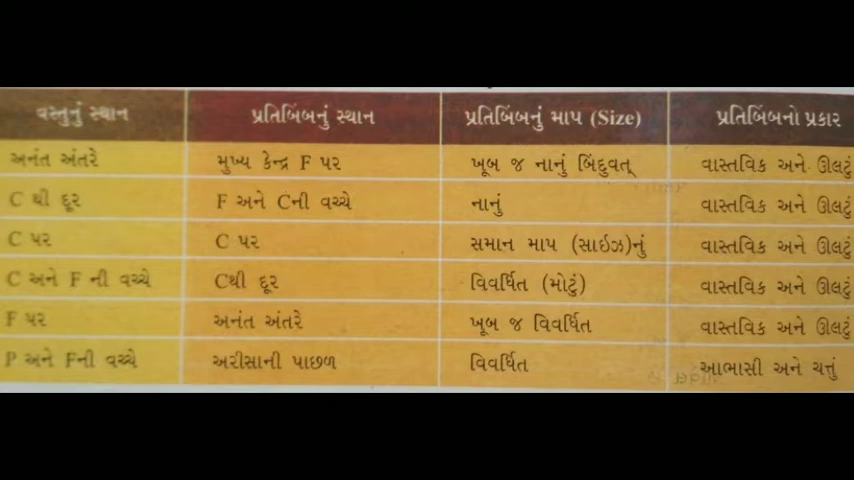 વસ્તુનું સ્થાન પ્રતિબિંબનું સ્થાન પ્રતિબિંબનું માપ (Size) પ્રતિબિંબનો પ્રકાર
અનંત અંતરે મુખ્ય કેન્દ્ર F પર ખૂબ જ નાનું બિંદુવત્ વાસ્તવિક અને ઊલટું
C થી દૂર F અને Cની વચ્ચે નાનું વાસ્તવિક અને ઊલટું
C પર C પર સમાન માપ (સાઇઝ)નું વાસ્તવિક અને ઊલટું
C અને F ની વચ્ચે Cથી દૂર વિવર્ધિત (મોટું) વાસ્તવિક અને ઊલટું
F પર અનંત અંતરે ખૂબ જ વિવર્ધિત વાસ્તવિક અને ઊલટું
P અને Fની વચ્ચે અરીસાની પાછળ વિવર્ધિત આભાસી અને ચત્તું